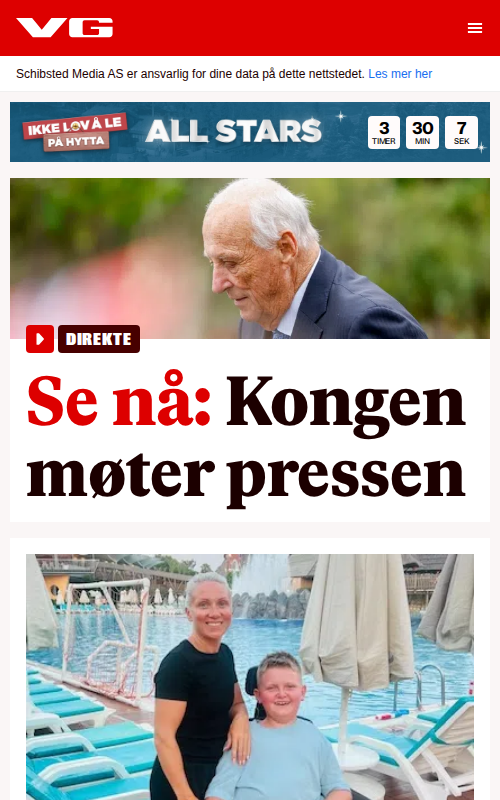 VG
Schibsted Media AS er ansvarlig for dine data på dette nettstedet. Les mer her
IKKE LOV Å LE
PÅ HYTTA
ALL STARS
3 30 7
TIMER MIN SEK
DIREKTE
Se nå: Kongen
møter pressen